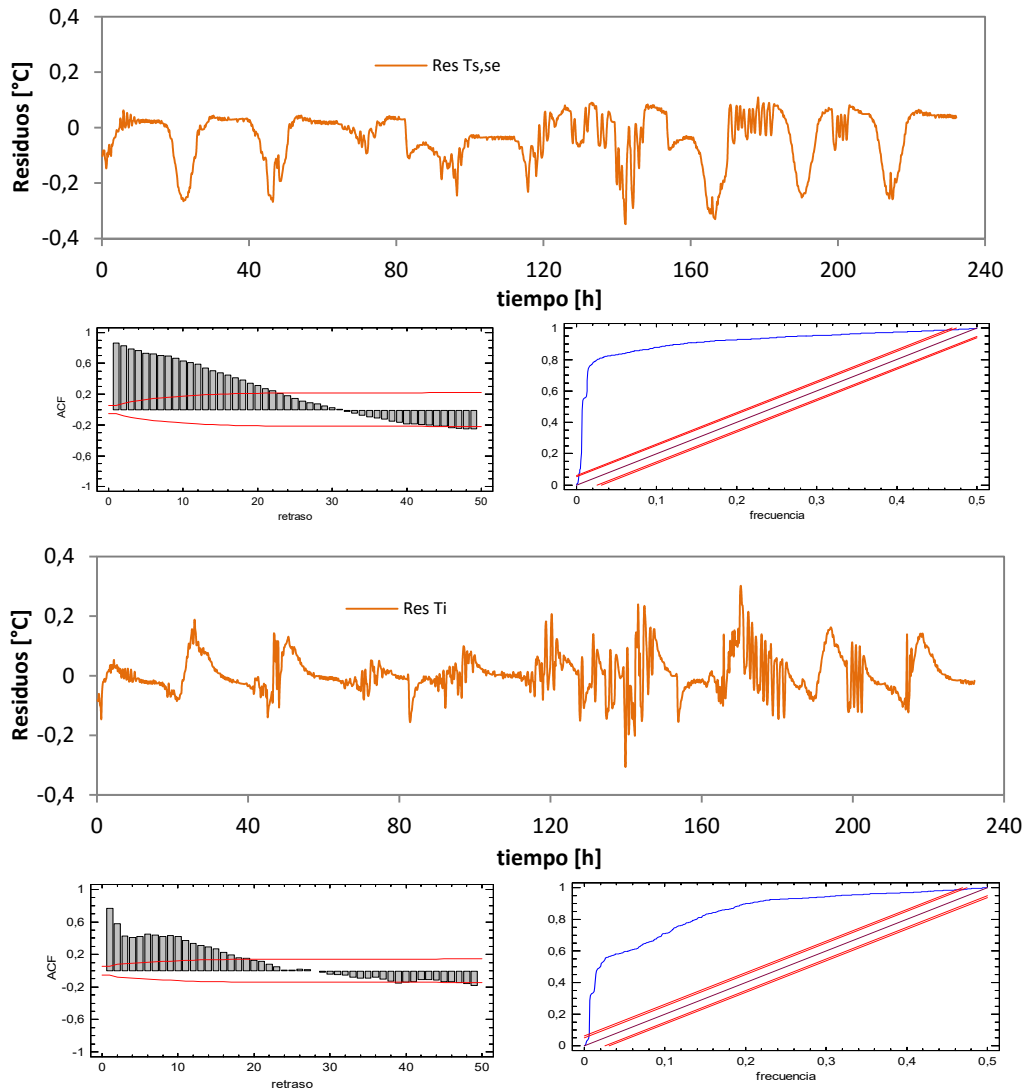 0,4
0,2
0
-0,2
-0,4
Residuos [°C]
Res Ts,se
0 40 80 120 160 200 240
tiempo [h]
1
0,6
0,2
-0,2
-0,6
-1
ACF
0 10 20 30 40 50
retraso
1
0,8
0,6
0,4
0,2
0
0 0,1 0,2 0,3 0,4 0,5
frecuencia
0,4
0,2
0
-0,2
-0,4
Residuos [°C]
Res Ti
0 40 80 120 160 200 240
tiempo [h]
1
0,6
0,2
-0,2
-0,6
-1
ACF
0 10 20 30 40 50
retraso
1
0,8
0,6
0,4
0,2
0
0 0,1 0,2 0,3 0,4 0,5
frecuencia